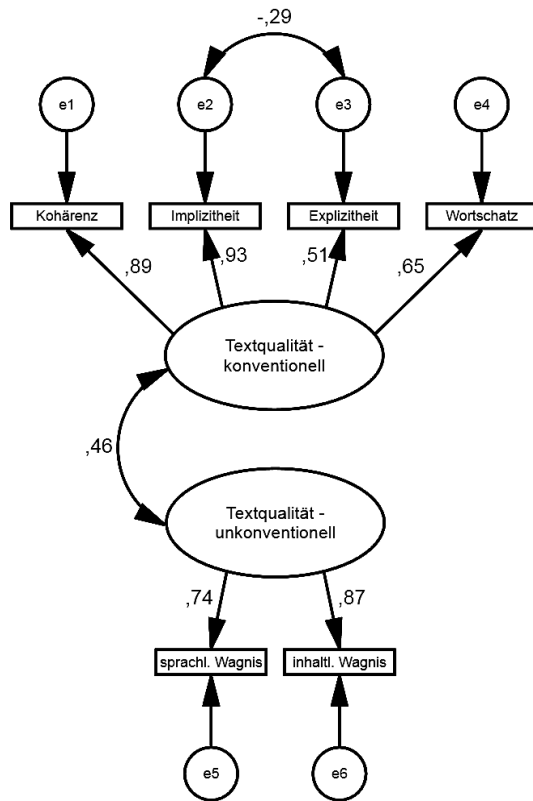 -,29
e1
e2
e3
e4
Kohärenz
Implizitheit
Explizitheit
Wortschatz
,89
,93
,51
,65
Textqualität -
konventionell
,46
Textqualität -
unkonventionell
,74
,87
sprachl. Wagnis
inhaltl. Wagnis
e5
e6